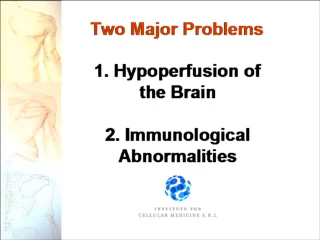 Two Major Problems
1. Hypoperfusion of
the Brain
2. Immunological
Abnormalities
INSTITUTE FOR
CELLULAR MEDICINE S.R.L.